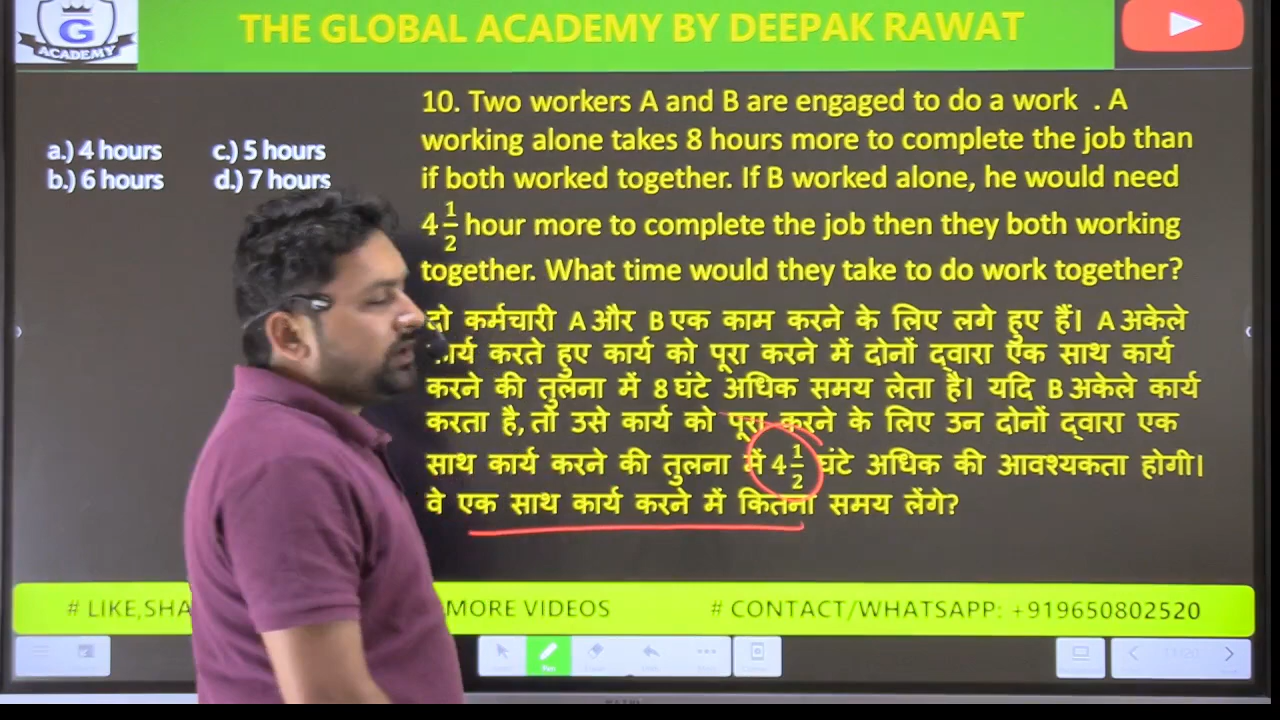 G
ACADEMY
THE GLOBAL ACADEMY BY DEEPAK RAWAT
a.) 4 hours c.) 5 hours
b.) 6 hours d.) 7 hours
10. Two workers A and B are engaged to do a work . A
working alone takes 8 hours more to complete the job than
if both worked together. If B worked alone, he would need
4 1/2 hour more to complete the job then they both working
together. What time would they take to do work together?
दो कर्मचारी A और B एक काम करने के लिए लगे हुए हैं। A अकेले
कार्य करते हुए कार्य को पूरा करने में दोनों द्वारा एक साथ कार्य
करने की तुलना में 8 घंटे अधिक समय लेता है। यदि B अकेले कार्य
करता है, तो उसे कार्य को पूरा करने के लिए उन दोनों द्वारा एक
साथ कार्य करने की तुलना में 4 1/2 घंटे अधिक की आवश्यकता होगी।
वे एक साथ कार्य करने में कितना समय लेंगे?
# LIKE,SHA MORE VIDEOS # CONTACT/WHATSAPP: +919650802520